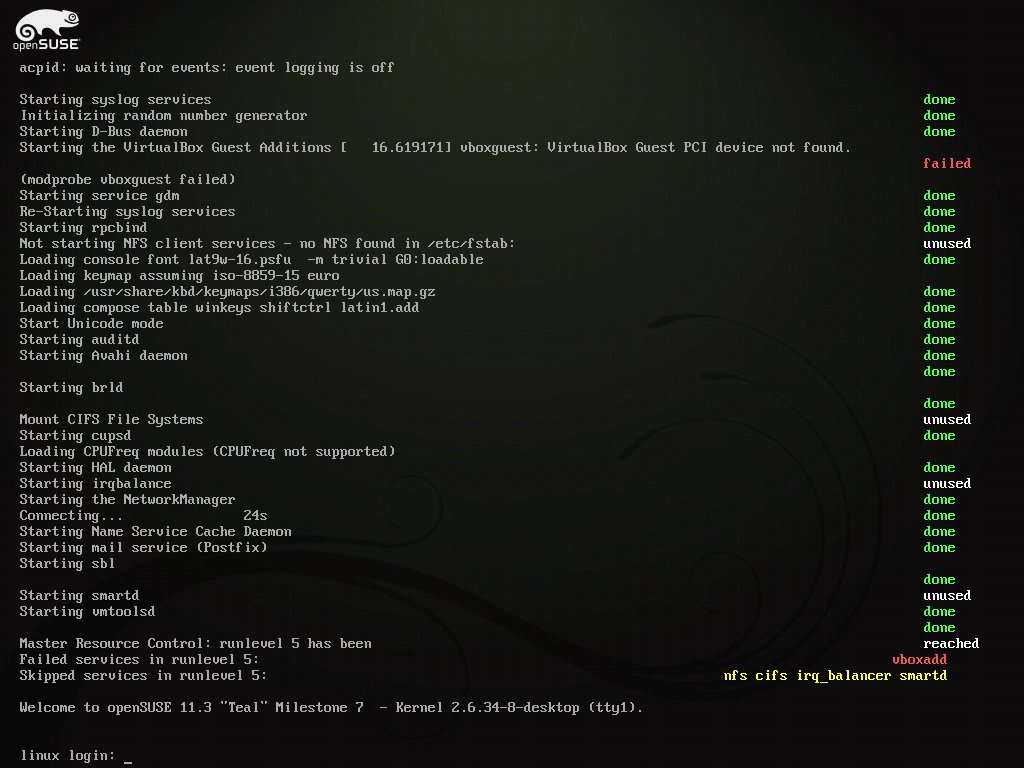 openSUSE
acpid: waiting for events: event logging is off
Starting syslog services done
Initializing random number generator done
Starting D-Bus daemon done
Starting the VirtualBox Guest Additions [   16.619171] vboxguest: VirtualBox Guest PCI device not found.
failed
(modprobe vboxguest failed)
Starting service gdm done
Re-Starting syslog services done
Starting rpcbind done
Not starting NFS client services - no NFS found in /etc/fstab: unused
Loading console font lat9w-16.psfu  -m trivial G0:loadable done
Loading keymap assuming iso-8859-15 euro
Loading /usr/share/kbd/keymaps/i386/qwerty/us.map.gz done
Loading compose table winkeys shiftctrl latin1.add done
Start Unicode mode done
Starting auditd done
Starting Avahi daemon done
done
Starting brld
done
Mount CIFS File Systems unused
Starting cupsd done
Loading CPUFreq modules (CPUFreq not supported)
Starting HAL daemon done
Starting irqbalance unused
Starting the NetworkManager done
Connecting... 24s done
Starting Name Service Cache Daemon done
Starting mail service (Postfix) done
Starting sbl
done
Starting smartd unused
Starting vmtoolsd done
done
Master Resource Control: runlevel 5 has been reached
Failed services in runlevel 5: vboxadd
Skipped services in runlevel 5: nfs cifs irq_balancer smartd
Welcome to openSUSE 11.3 "Teal" Milestone 7  - Kernel 2.6.34-8-desktop (tty1).
linux login: _